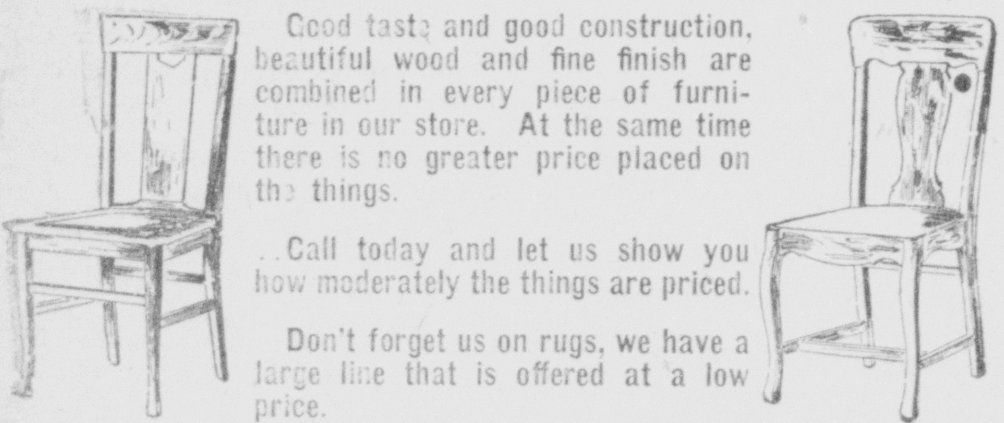 Good taste and good construction,
beautiful wood and fine finish are
combined in every piece of furni-
ture in our store. At the same time
there is no greater price placed on
the things.
..Call today and let us show you
how moderately the things are priced.
Don't forget us on rugs, we have a
large line that is offered at a low
price.